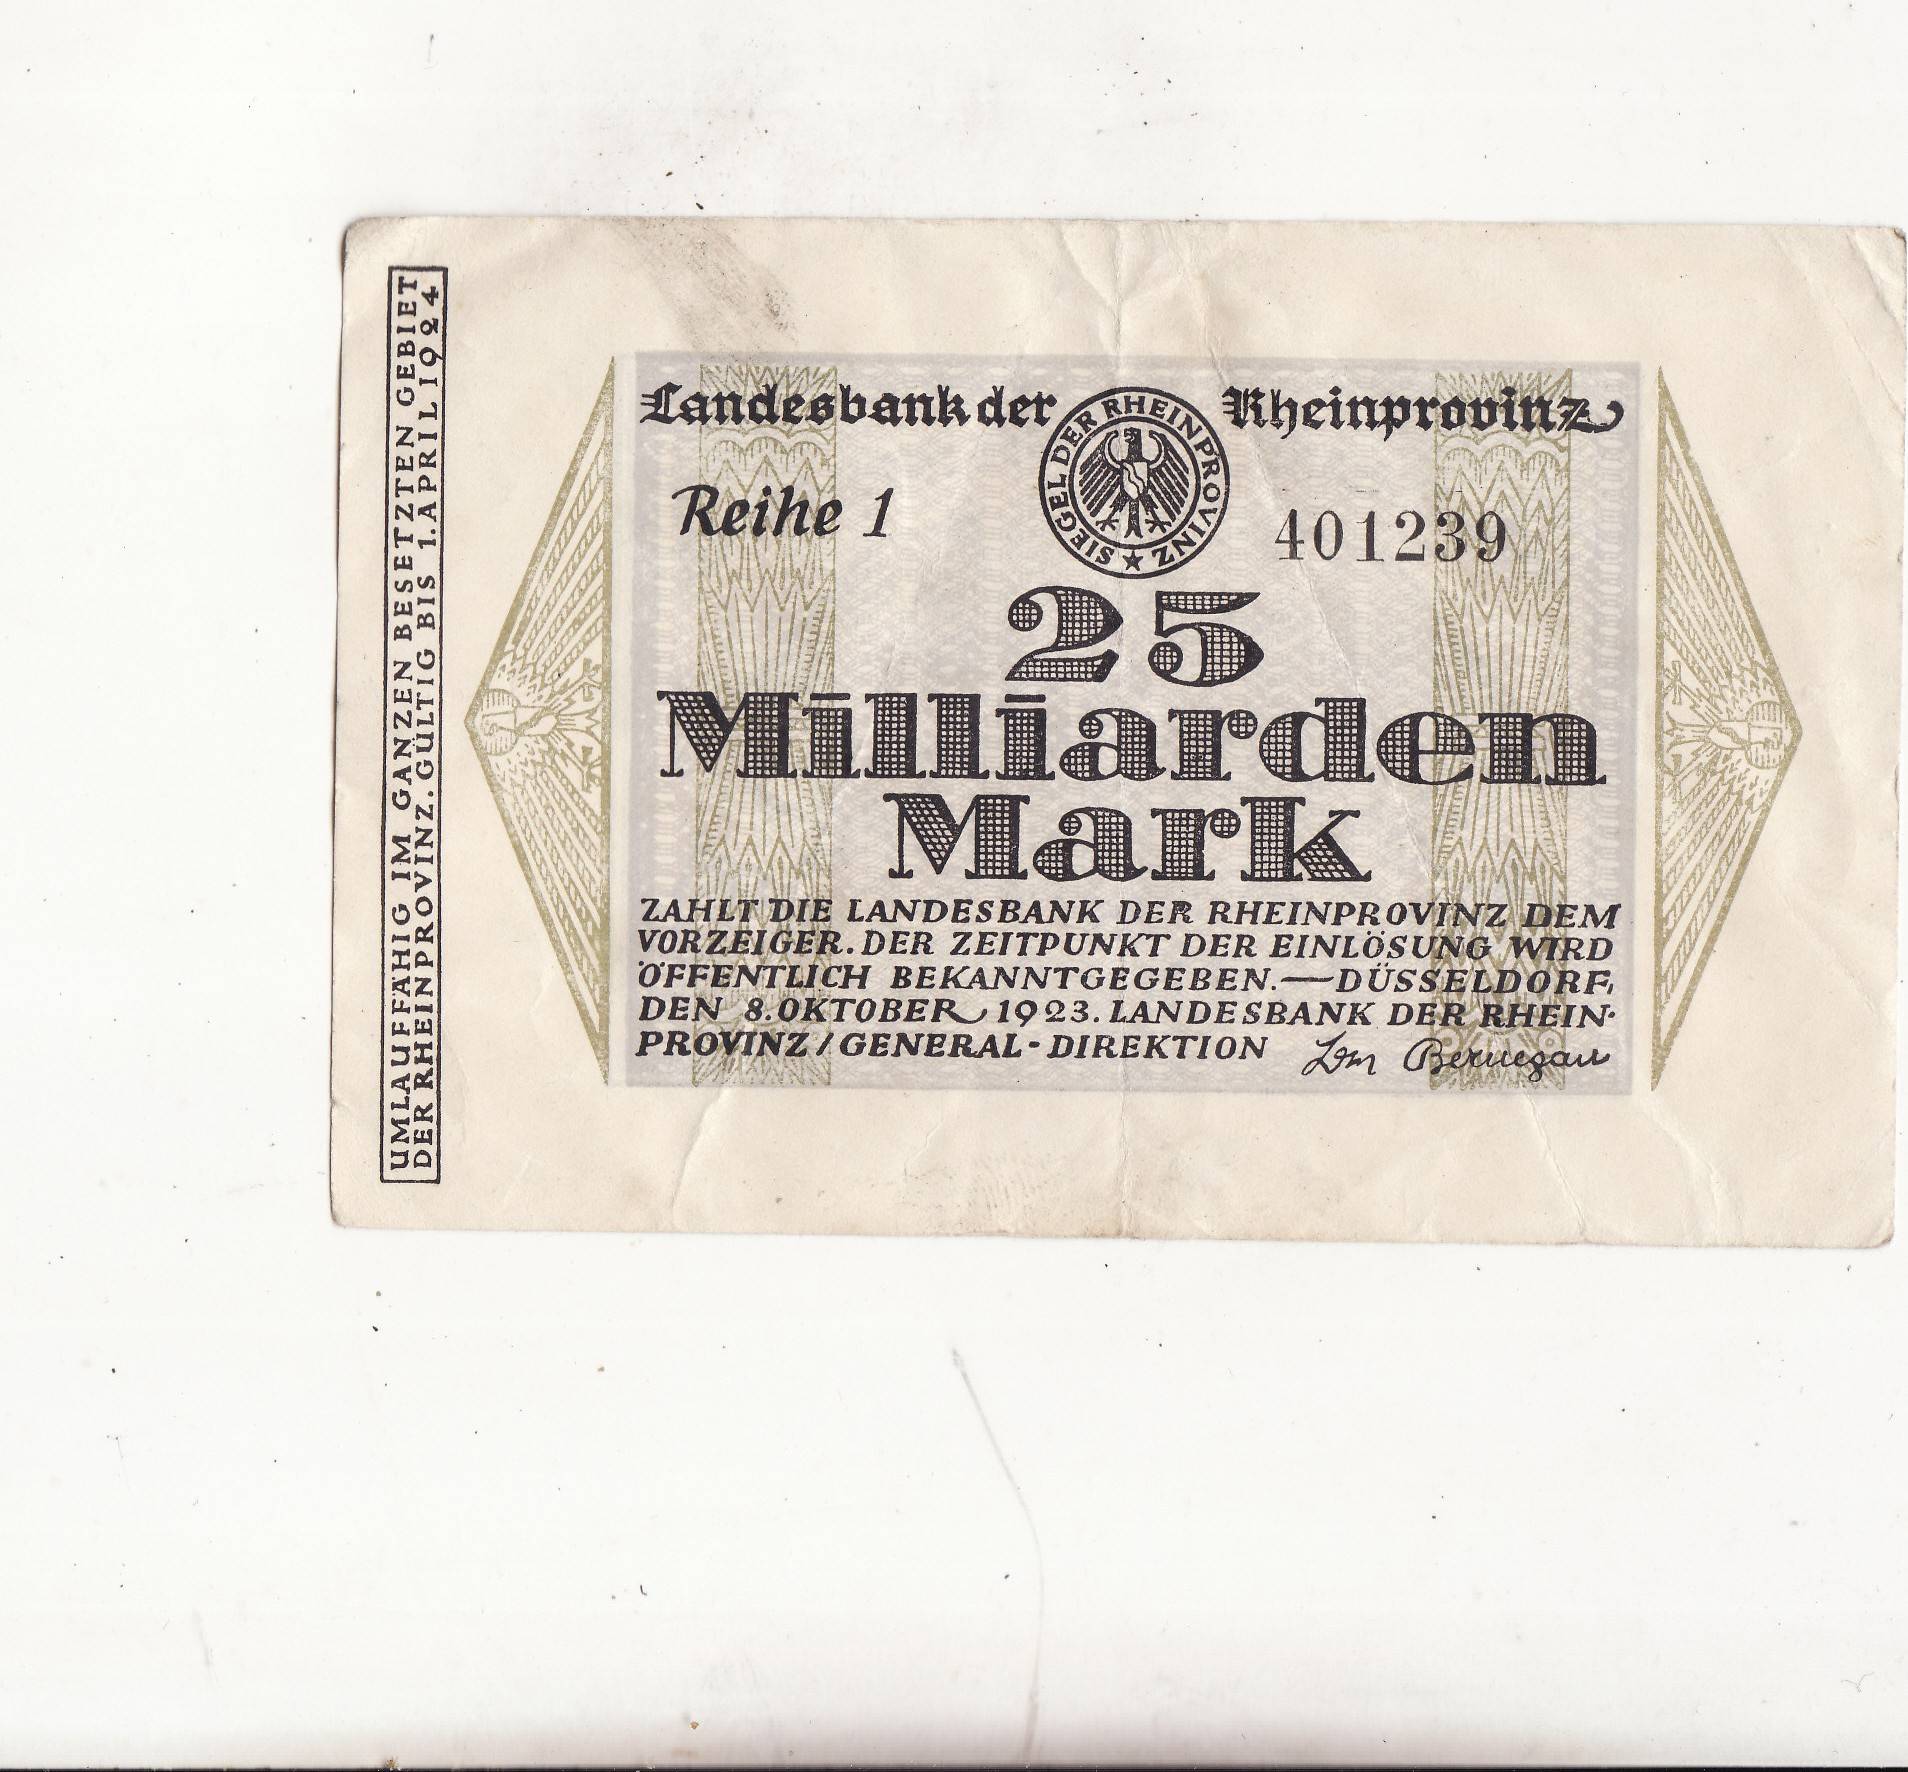 UMLAUFFÄHIG IM GANZEN BESETZTEN GEBIET
DER RHEINPROVINZ. GÜLTIG BIS 1. APRIL 1924
Landesbank der Rheinprovinz
SIEGEL DER RHEINPROVINZ
Reihe 1
401239
25
Milliarden
Mark
ZAHLT DIE LANDESBANK DER RHEINPROVINZ DEM
VORZEIGER. DER ZEITPUNKT DER EINLÖSUNG WIRD
ÖFFENTLICH BEKANNTGEGEBEN.—DÜSSELDORF,
DEN 8. OKTOBER 1923. LANDESBANK DER RHEIN-
PROVINZ / GENERAL-DIREKTION